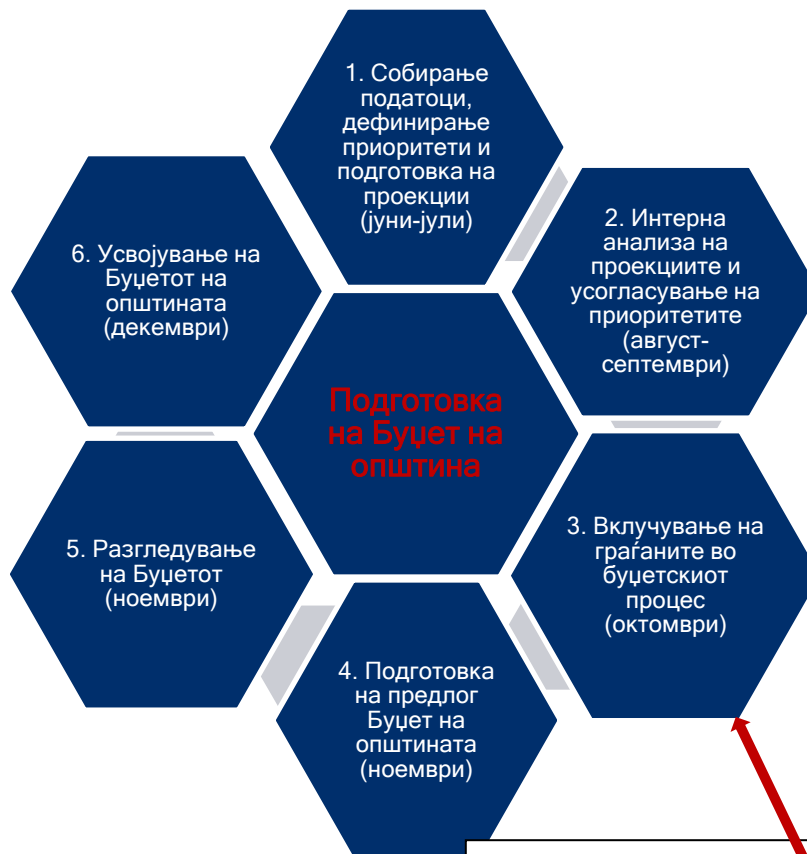 1. Собирање
податоци,
дефинирање
приоритети и
подготовка на
проекции
(јуни-јули)
2. Интерна
анализа на
проекциите и
усогласување на
приоритетите
(август-
септември)
3. Вклучување на
граѓаните во
буџетскиот
процес
(октомври)
4. Подготовка
на предлог
Буџет на
општината
(ноември)
5. Разгледување
на Буџетот
(ноември)
6. Усвојување на
Буџетот на
општината
(декември)
Подготовка
на Буџет на
општина